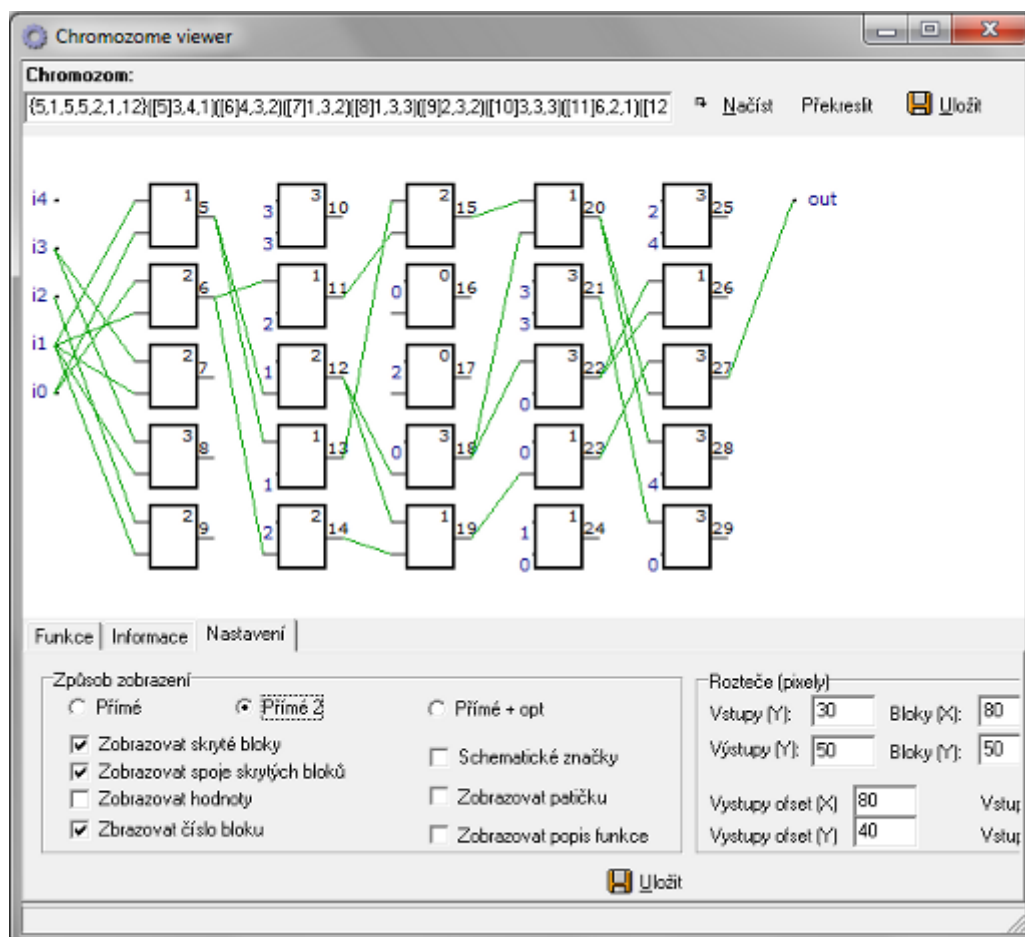 Chromozome viewer
Chromozom:
{5,1,5,5,2,1,12}([5]3,4,1)([6]4,3,2)([7]1,3,2)([8]1,3,3)([9]2,3,2)([10]3,3,3)([11]6,2,1)([12
Načíst Překreslit Uložit
i4 1 5 3 3 10 2 15 1 20 2 3 25 out
i3 3 4
i2 2 6 1 11 0 0 16 3 3 21 1 26
i1 2 3
i0 2 7 1 2 12 2 0 17 3 22 3 27
0
3 8 1 13 0 3 18 0 1 23 3 28
1 4
2 9 2 2 14 1 19 1 1 24 3 29
0 0
Funkce Informace Nastavení
Způsob zobrazení
Přímé Přímé 2 Přímé + opt
Zobrazovat skryté bloky
Zobrazovat spoje skrytých bloků
Zobrazovat hodnoty
Zbrazovat číslo bloku
Schematické značky
Zobrazovat patičku
Zobrazovat popis funkce
Rozteče (pixely)
Vstupy (Y): 30 Bloky (X): 80
Výstupy (Y): 50 Bloky (Y): 50
Vystupy ofset (X) 80 Vstup
Vystupy ofset (Y) 40 Vstup
Uložit